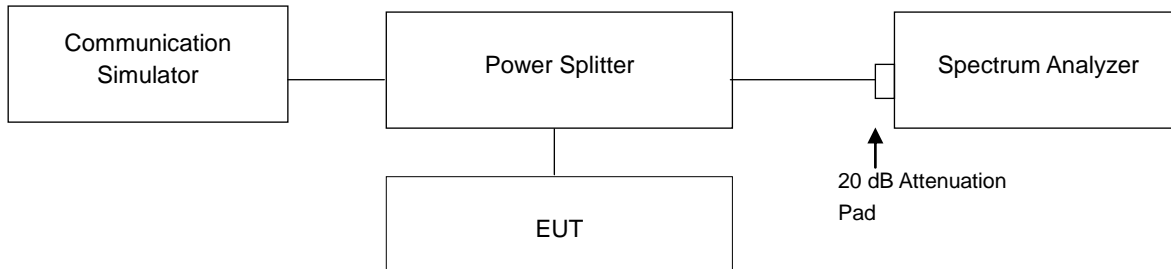 Communication
Simulator
Power Splitter
Spectrum Analyzer
20 dB Attenuation
Pad
EUT